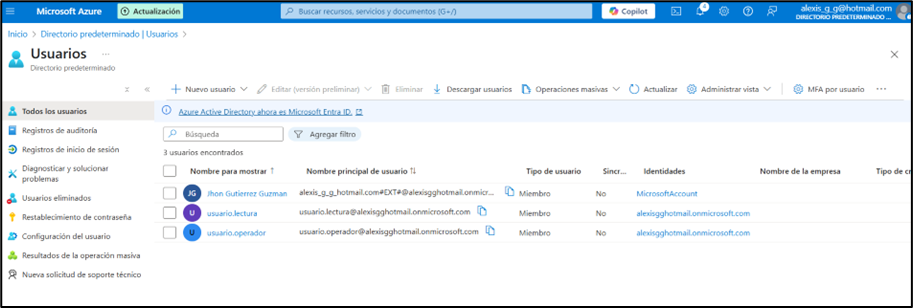 Microsoft Azure
Actualización
Buscar recursos, servicios y documentos (G+/)
Copilot
4
alexis_g_g@hotmail.com
DIRECTORIO PREDETERMINADO ...
Inicio > Directorio predeterminado | Usuarios >
Usuarios ...
Directorio predeterminado
Nuevo usuario
Editar (versión preliminar)
Eliminar
Descargar usuarios
Operaciones masivas
Actualizar
Administrar vista
MFA por usuario
Todos los usuarios
Registros de auditoría
Registros de inicio de sesión
Diagnosticar y solucionar
problemas
Usuarios eliminados
Restablecimiento de contraseña
Configuración del usuario
Resultados de la operación masiva
Nueva solicitud de soporte técnico
Azure Active Directory ahora es Microsoft Entra ID.
Búsqueda
Agregar filtro
3 usuarios encontrados
Nombre para mostrar ↑ Nombre principal de usuario ↑↓ Tipo de usuario Sincr... Identidades Nombre de la empresa Tipo de cr
JG Jhon Gutierrez Guzman alexis_g_g_hotmail.com#EXT#@alexisgghotmail.onmicr... Miembro No MicrosoftAccount
U usuario.lectura usuario.lectura@alexisgghotmail.onmicrosoft.com Miembro No alexisgghotmail.onmicrosoft.com
U usuario.operador usuario.operador@alexisgghotmail.onmicrosoft.com Miembro No alexisgghotmail.onmicrosoft.com